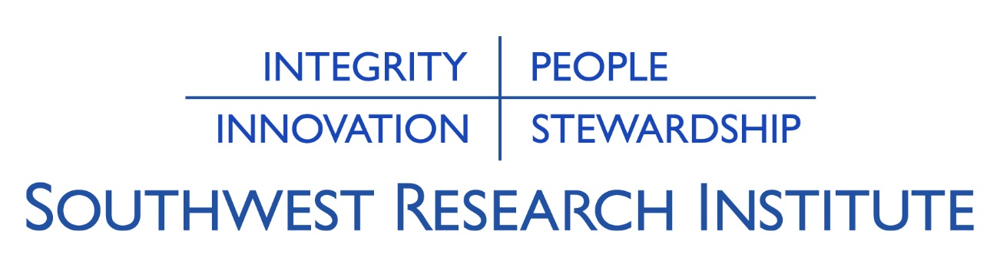 INTEGRITY PEOPLE
INNOVATION STEWARDSHIP
SOUTHWEST RESEARCH INSTITUTE